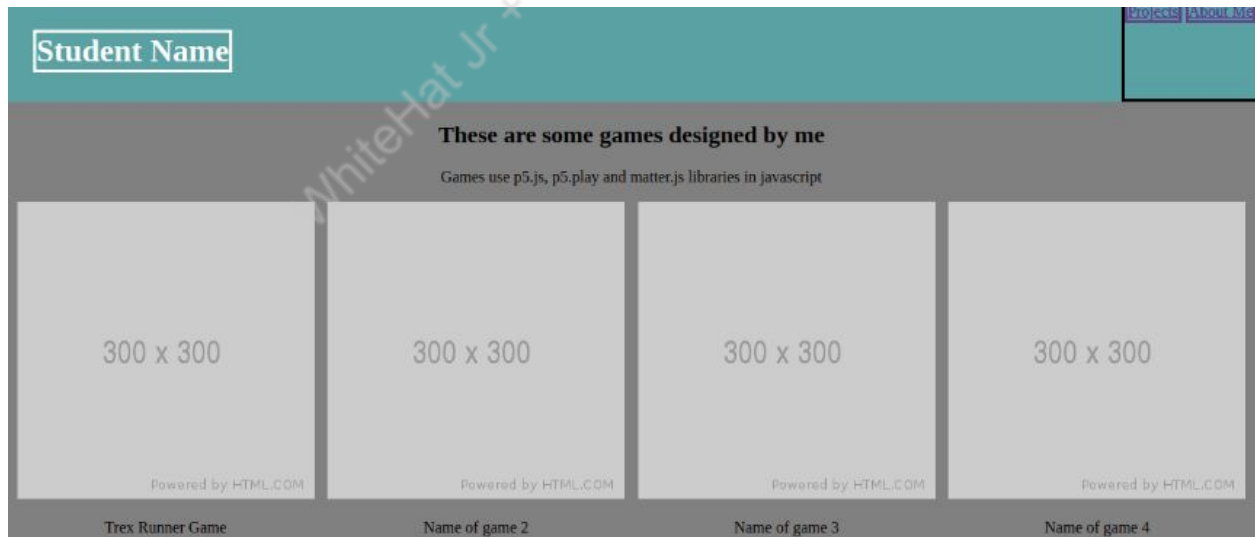 Projects About Me
Student Name
WhiteHat Jr
These are some games designed by me
Games use p5.js, p5.play and matter.js libraries in javascript
300 x 300 300 x 300 300 x 300 300 x 300
Powered by HTML.COM Powered by HTML.COM Powered by HTML.COM Powered by HTML.COM
Trex Runner Game Name of game 2 Name of game 3 Name of game 4